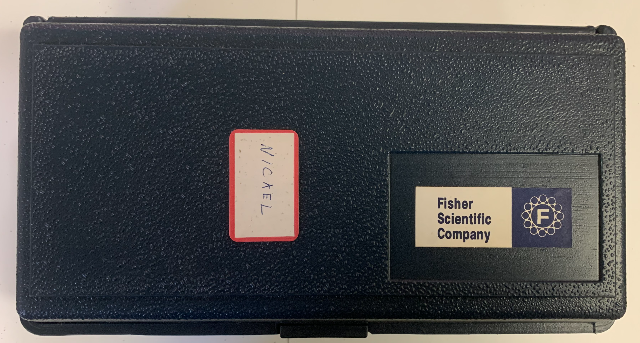 NICKEL
Fisher
Scientific
Company
F